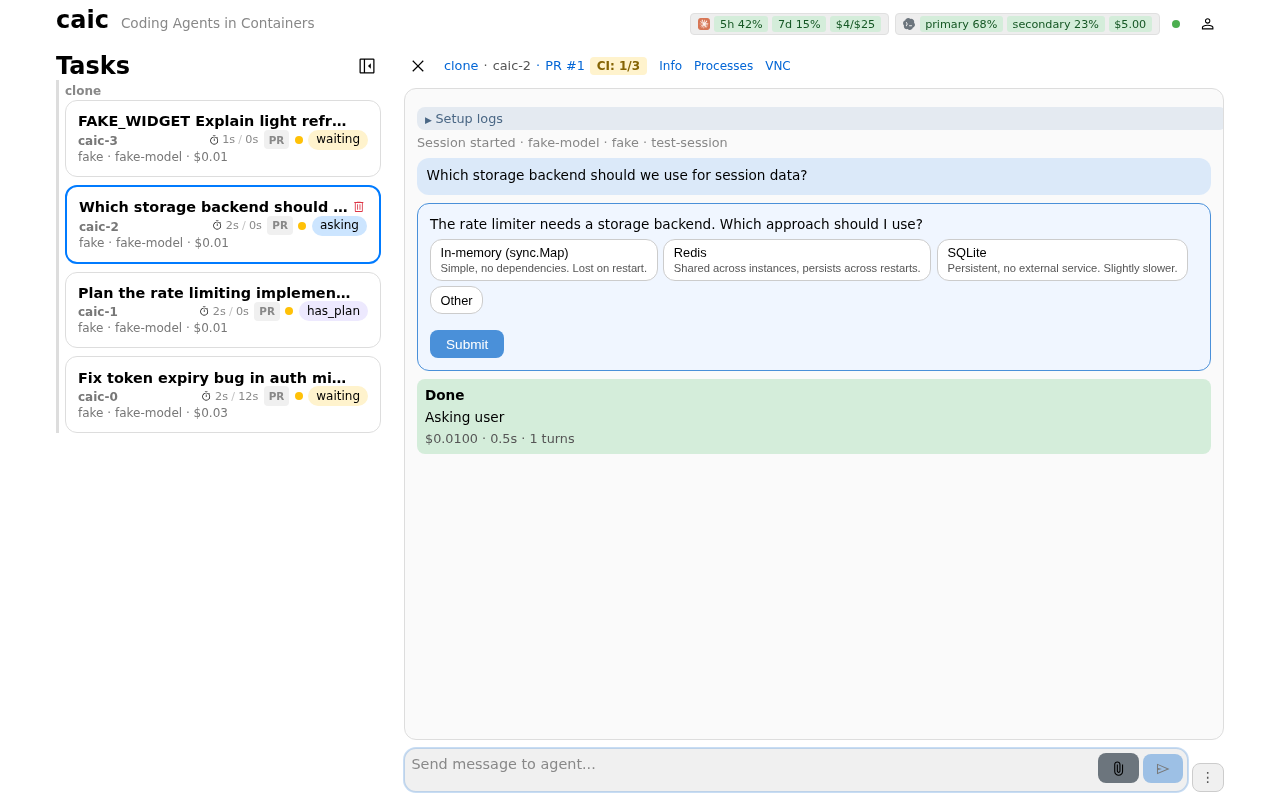 caic Coding Agents in Containers
5h 42% 7d 15% $4/$25 primary 68% secondary 23% $5.00
Tasks
clone
FAKE_WIDGET Explain light refr…
caic-3 1s / 0s PR waiting
fake · fake-model · $0.01
Which storage backend should …
caic-2 2s / 0s PR asking
fake · fake-model · $0.01
Plan the rate limiting implemen…
caic-1 2s / 0s PR has_plan
fake · fake-model · $0.01
Fix token expiry bug in auth mi…
caic-0 2s / 12s PR waiting
fake · fake-model · $0.03
clone · caic-2 · PR #1 CI: 1/3 Info Processes VNC
▸ Setup logs
Session started · fake-model · fake · test-session
Which storage backend should we use for session data?
The rate limiter needs a storage backend. Which approach should I use?
In-memory (sync.Map) Redis SQLite
Simple, no dependencies. Lost on restart. Shared across instances, persists across restarts. Persistent, no external service. Slightly slower.
Other
Submit
Done
Asking user
$0.0100 · 0.5s · 1 turns
Send message to agent...